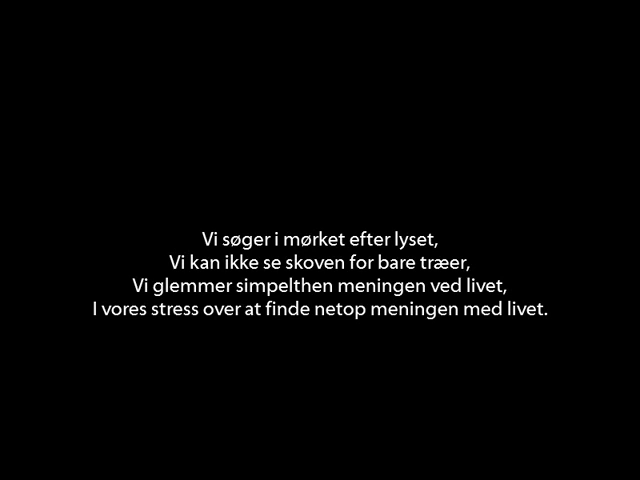 Vi søger i mørket efter lyset,
Vi kan ikke se skoven for bare træer,
Vi glemmer simpelthen meningen ved livet,
I vores stress over at finde netop meningen med livet.